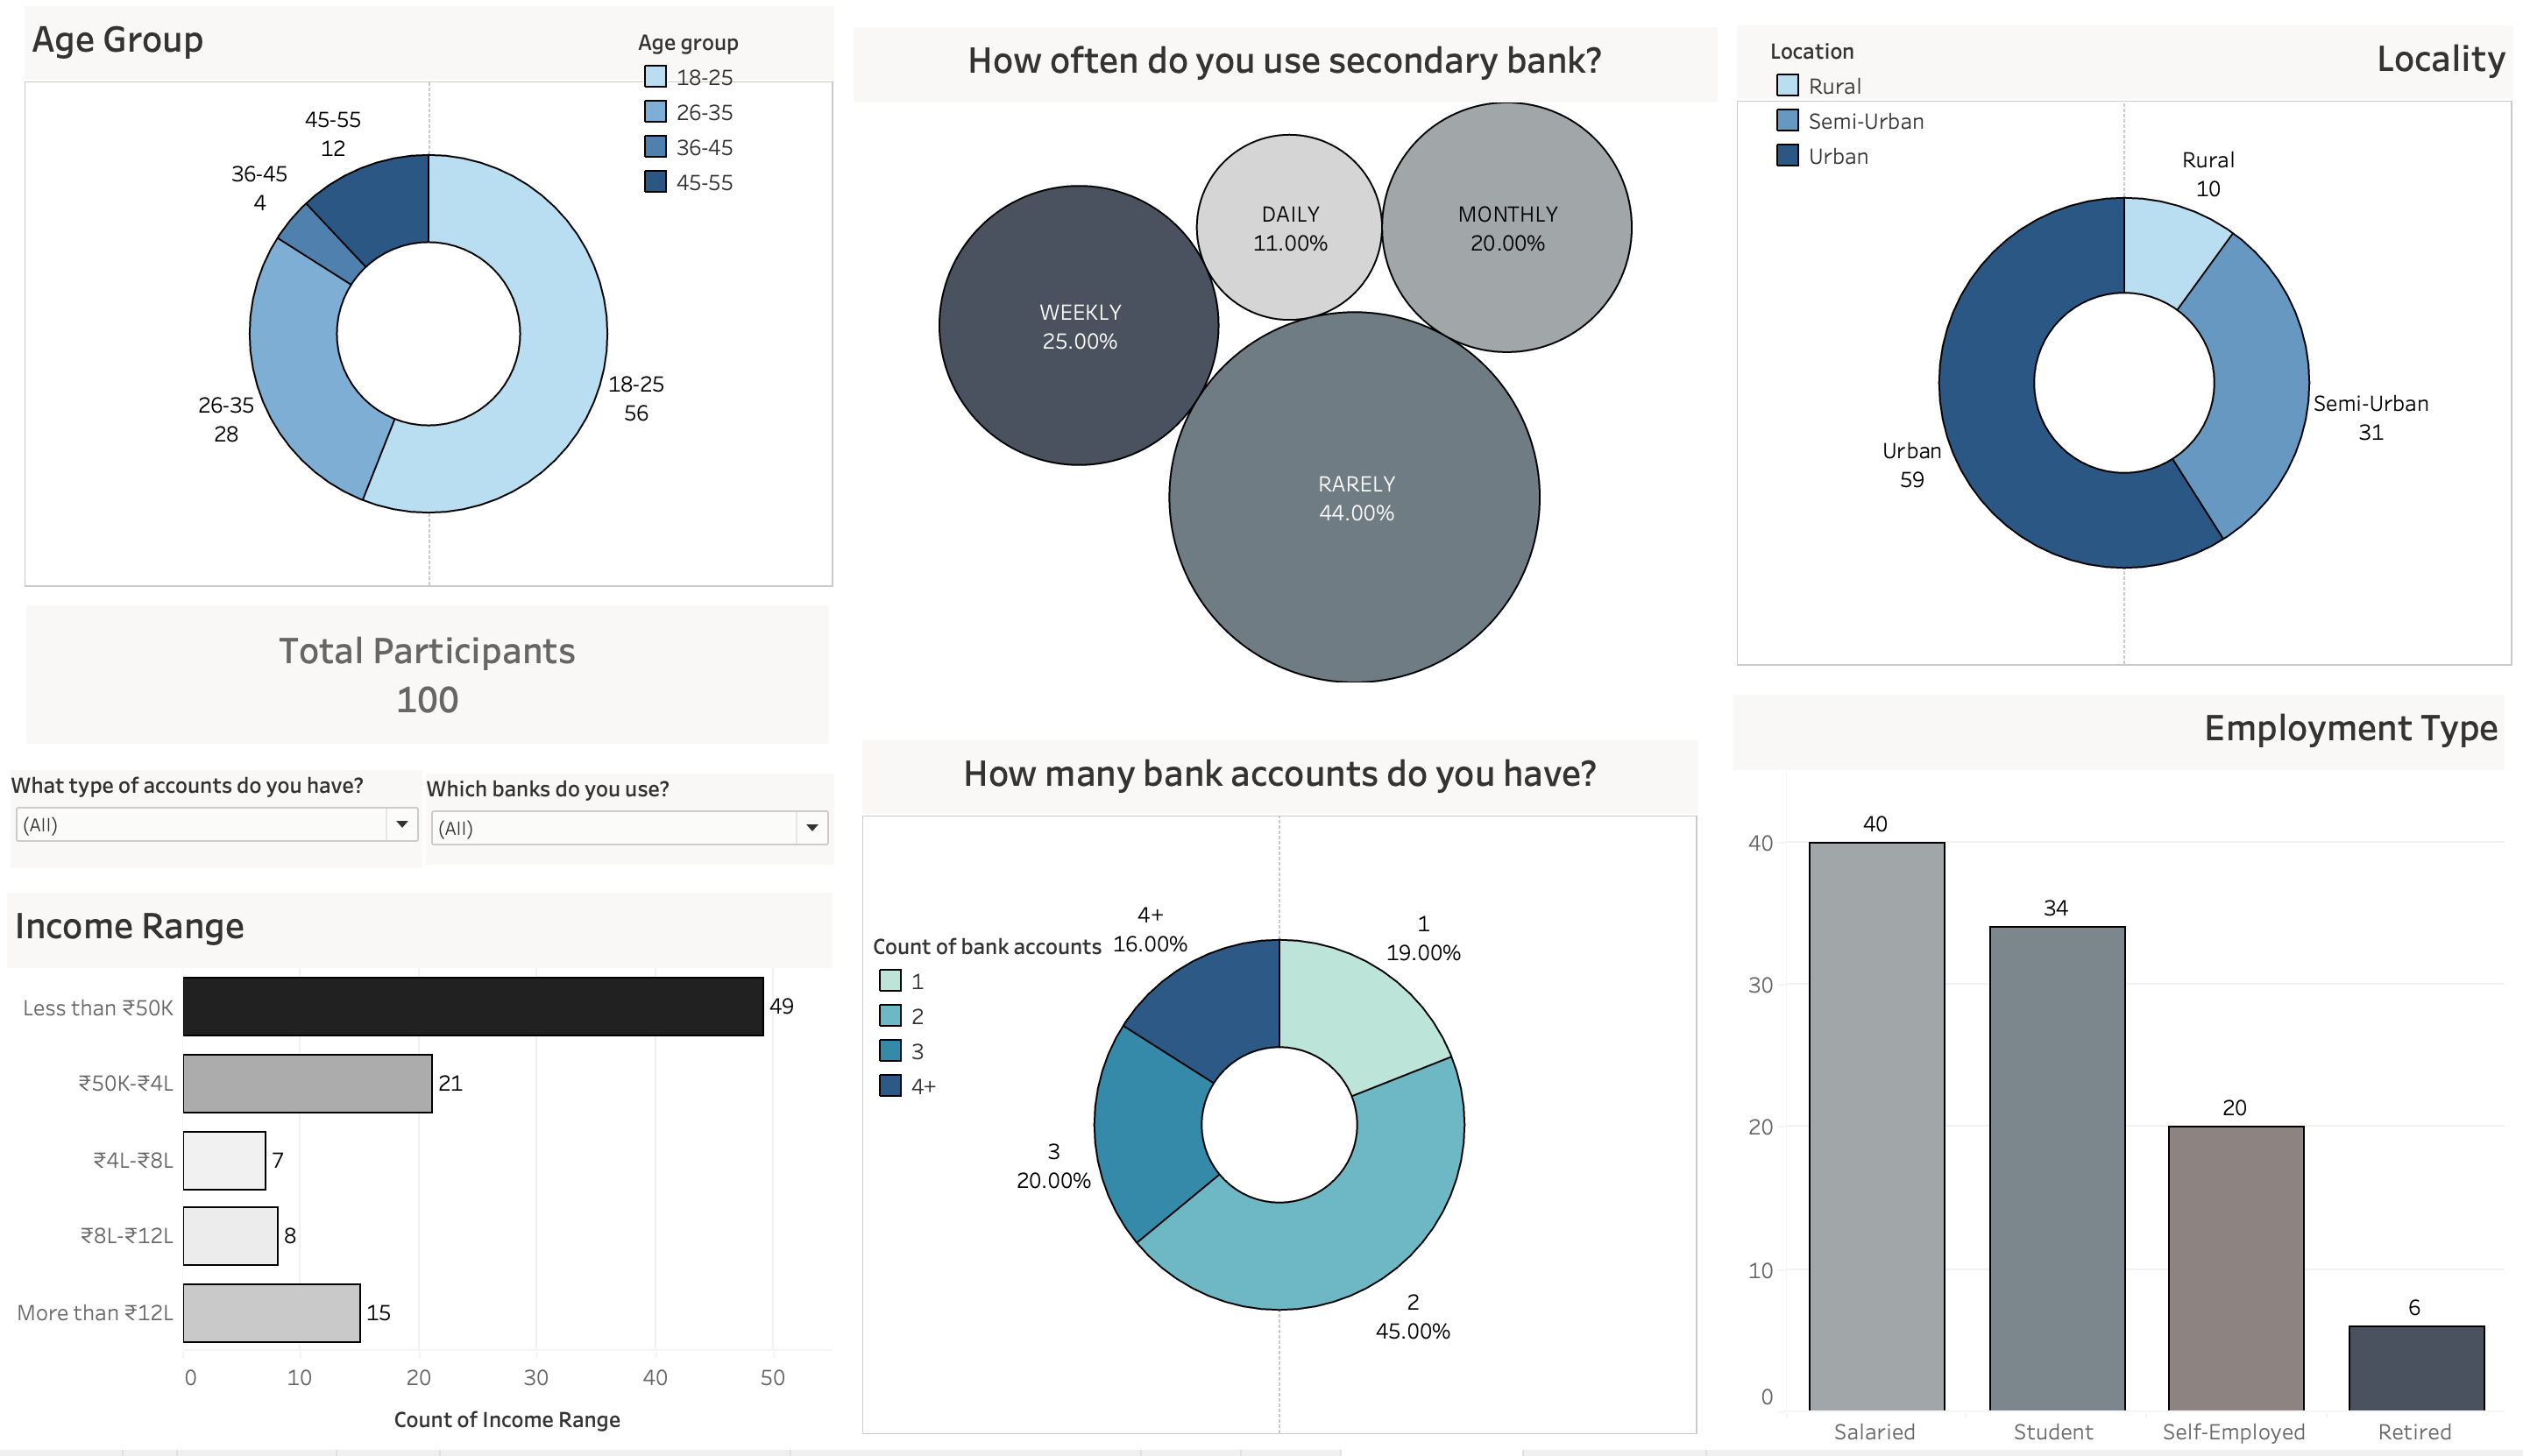 Age Group
Age group
18-25
26-35
36-45
45-55
45-55
12
36-45
4
26-35
28
18-25
56
Total Participants
100
What type of accounts do you have?
(All)
Which banks do you use?
(All)
Income Range
Less than ₹50K
49
₹50K-₹4L
21
₹4L-₹8L
7
₹8L-₹12L
8
More than ₹12L
15
0 10 20 30 40 50
Count of Income Range
How often do you use secondary bank?
DAILY
11.00%
MONTHLY
20.00%
WEEKLY
25.00%
RARELY
44.00%
How many bank accounts do you have?
Count of bank accounts
1
2
3
4+
4+
16.00%
1
19.00%
3
20.00%
2
45.00%
Locality
Location
Rural
Semi-Urban
Urban
Rural
10
Semi-Urban
31
Urban
59
Employment Type
40
30
20
10
0
40
34
20
6
Salaried Student Self-Employed Retired